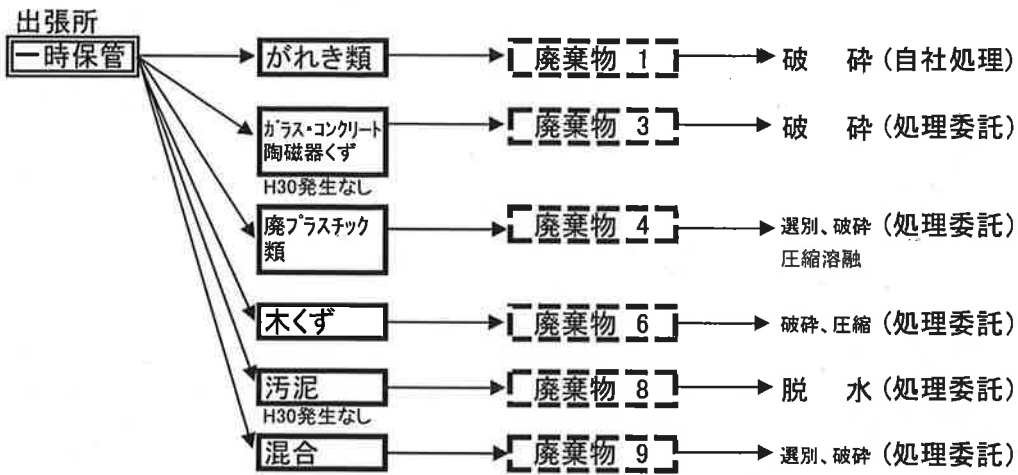 出張所
一時保管
がれき類 廃棄物 1 破 砕 (自社処理)
ガラス・コンクリート
陶磁器くず
廃棄物 3 破 砕 (処理委託)
H30発生なし
廃プラスチック
類
廃棄物 4 選別、破砕 (処理委託)
圧縮溶融
木くず 廃棄物 6 破砕、圧縮 (処理委託)
汚泥 廃棄物 8 脱 水 (処理委託)
H30発生なし
混合 廃棄物 9 選別、破砕 (処理委託)